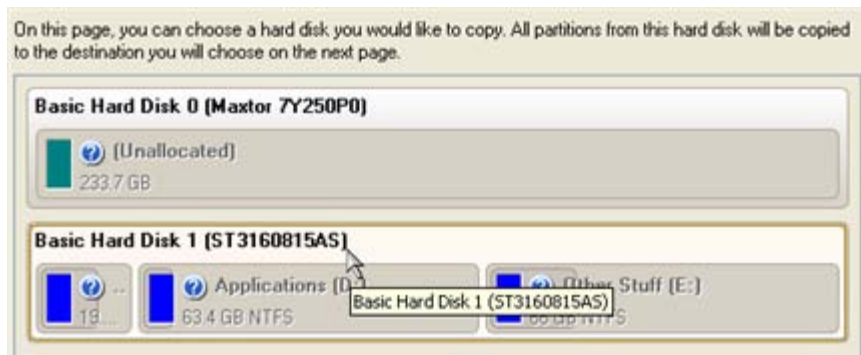 On this page, you can choose a hard disk you would like to copy. All partitions from this hard disk will be copied
to the destination you will choose on the next page.
Basic Hard Disk 0 (Maxtor 7Y250P0)
(Unallocated)
233.7 GB
Basic Hard Disk 1 (ST3160815AS)
.. Applications (D:) Other Stuff (E:)
19... 63.4 GB NTFS
Basic Hard Disk 1 (ST3160815AS)